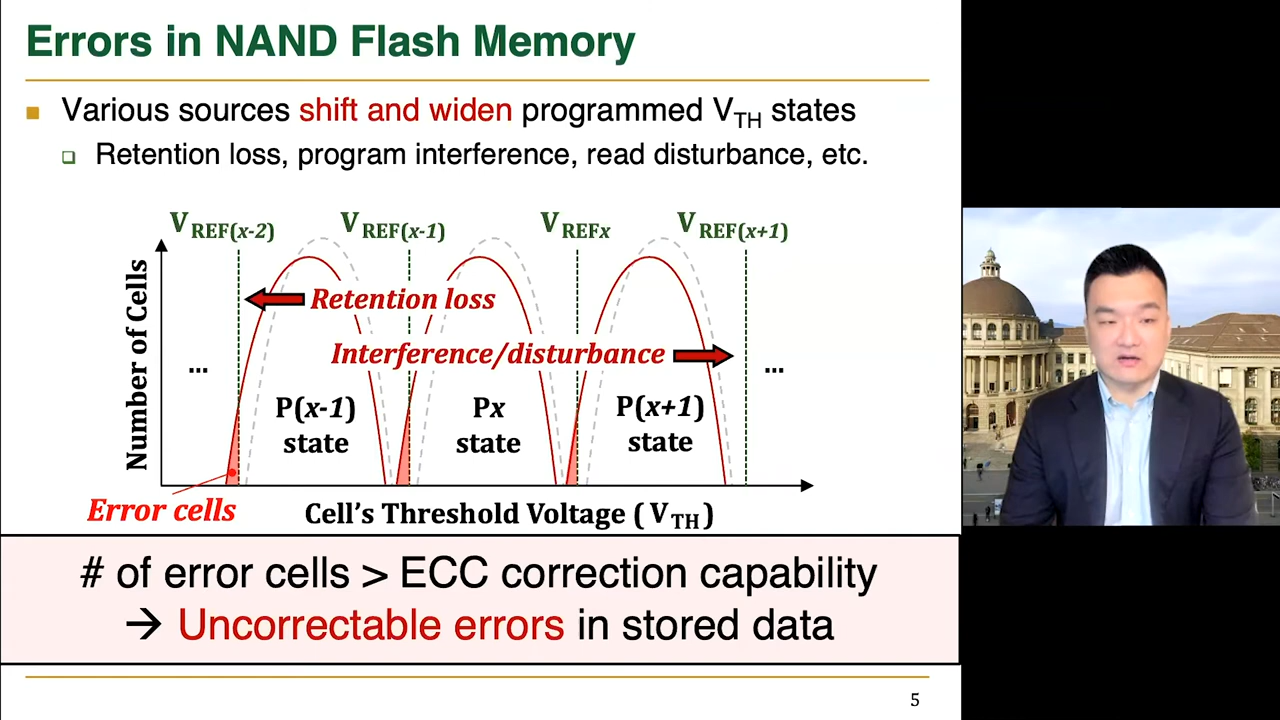 Errors in NAND Flash Memory
Various sources shift and widen programmed VTH states
Retention loss, program interference, read disturbance, etc.
VREF(x-2) VREF(x-1) VREFx VREF(x+1)
Number of Cells
Retention loss
Interference/disturbance
... ...
P(x-1) state
Px state
P(x+1) state
Error cells
Cell's Threshold Voltage (VTH)
# of error cells > ECC correction capability
→ Uncorrectable errors in stored data
5